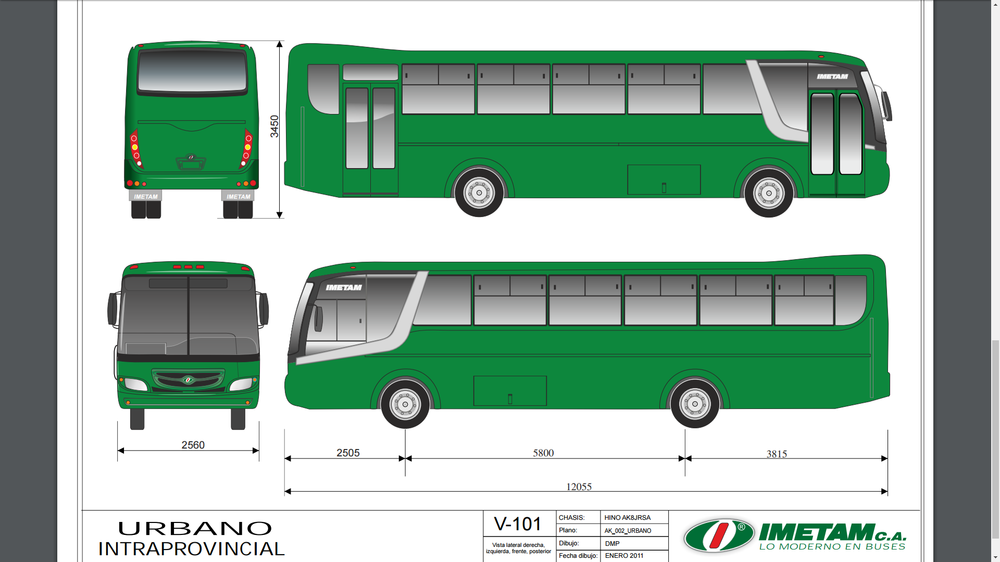 3450
IMETAM
IMETAM
IMETAM
IMETAM
2560
2505
5800
3815
12055
URBANO
INTRAPROVINCIAL
V-101
Vista lateral derecha,
izquierda, frente, posterior
CHASIS: HINO AK8JRSA
Plano: AK_002_URBANO
Dibujo: DMP
Fecha dibujo: ENERO 2011
® IMETAM C.A.
LO MODERNO EN BUSES